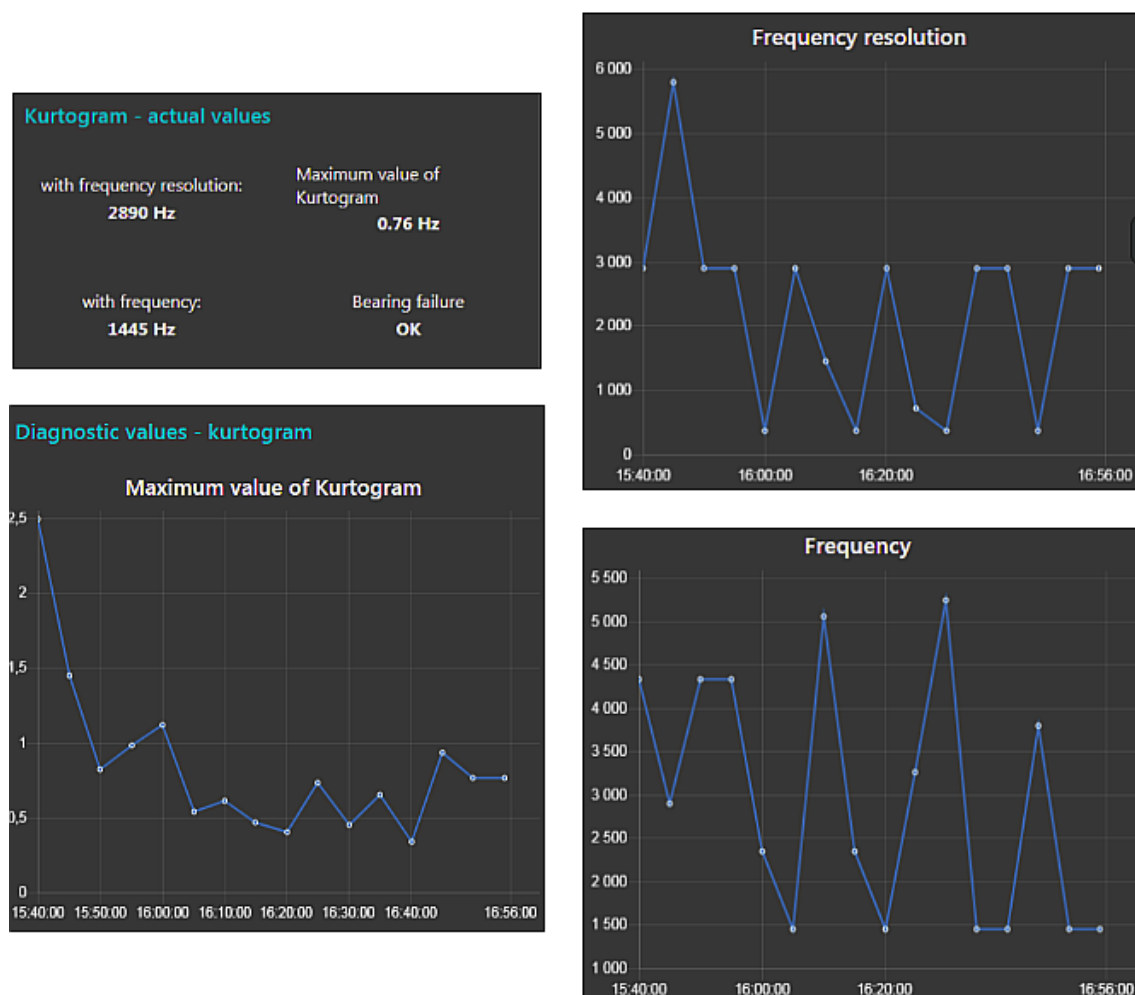 Kurtogram - actual values
with frequency resolution:
2890 Hz
Maximum value of
Kurtogram
0.76 Hz
with frequency:
1445 Hz
Bearing failure
OK
Diagnostic values - kurtogram
Maximum value of Kurtogram
2,5
2
1,5
1
0,5
0
15:40:00 15:50:00 16:00:00 16:10:00 16:20:00 16:30:00 16:40:00 16:56:00
Frequency resolution
6 000
5 000
4 000
3 000
2 000
1 000
0
15:40:00 16:00:00 16:20:00 16:56:00
Frequency
5 500
5 000
4 500
4 000
3 500
3 000
2 500
2 000
1 500
1 000
15:40:00 16:00:00 16:20:00 16:56:00